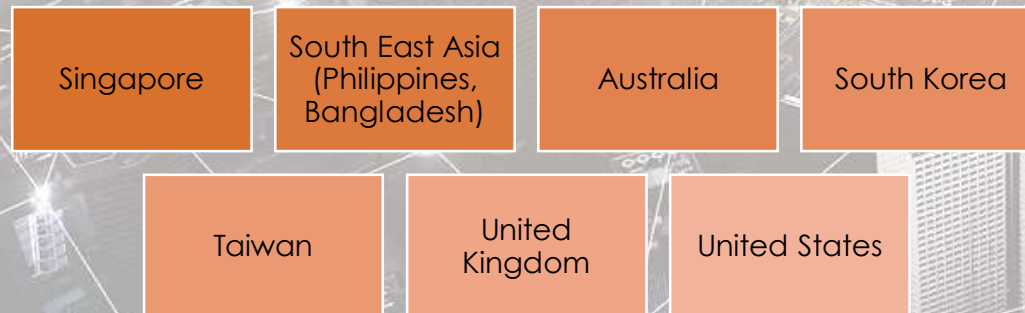 Singapore
South East Asia
(Philippines,
Bangladesh)
Australia
South Korea
Taiwan
United
Kingdom
United States